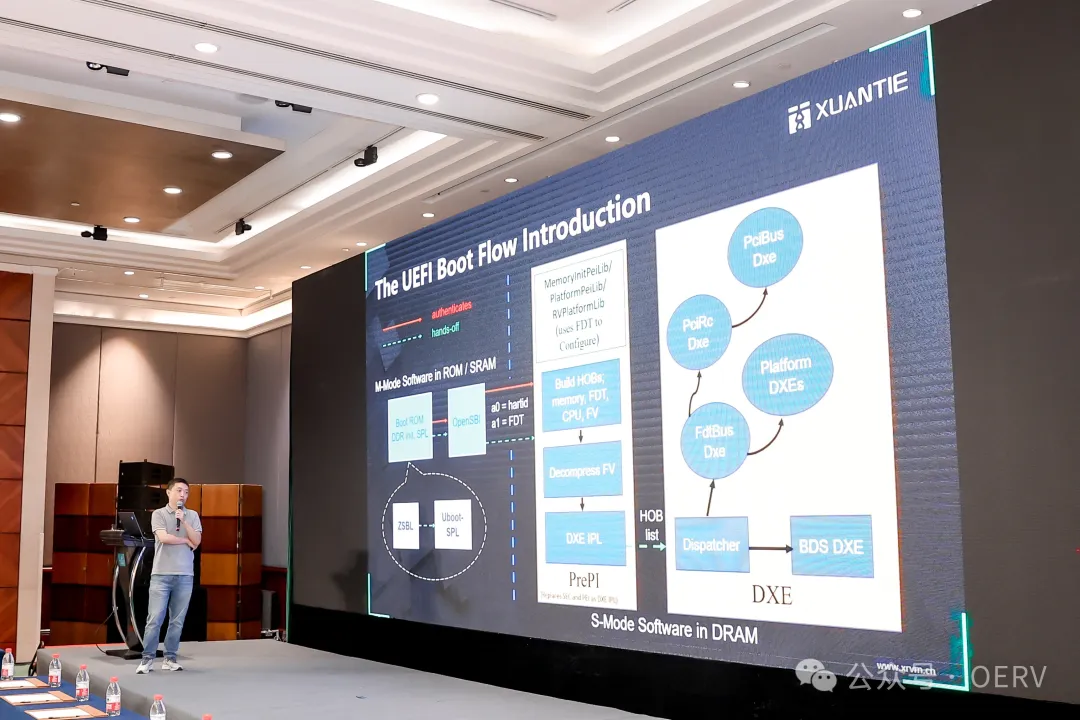 XUANTIE
The UEFI Boot Flow Introduction
authenticates
hands-off
M-Mode Software in ROM / SRAM
Boot ROM
DDR init, SPL
OpenSBI
a0 = hartid
a1 = FDT
ZSBL
Uboot-
SPL
MemoryInitPeiLib/
PlatformPeiLib/
RVPlatformLib
(uses FDT to
Configure)
Build HOBs,
memory, FDT,
CPU, FV
Decompress FV
DXE IPL
PrePI
HOB
list
PciBus
Dxe
PciRc
Dxe
Platform
DXEs
FdtBus
Dxe
Dispatcher
BDS DXE
DXE
S-Mode Software in DRAM
www.xrvm.cn
公众号 · OERV